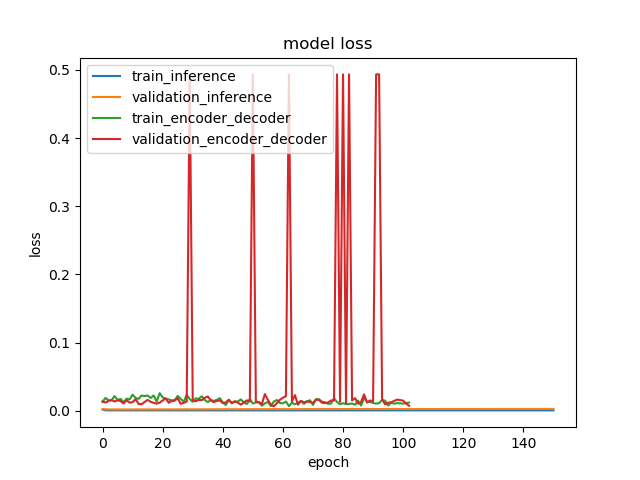 model loss
train_inference
validation_inference
train_encoder_decoder
validation_encoder_decoder
0.5
0.4
0.3
0.2
0.1
0.0
loss
0 20 40 60 80 100 120 140
epoch